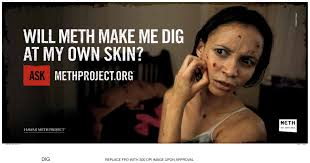 WILL METH MAKE ME DIG
AT MY OWN SKIN?
ASK METHPROJECT.ORG
METH
DIG
REPLACE FPO WITH 300 DPI IMAGE UPON APPROVAL